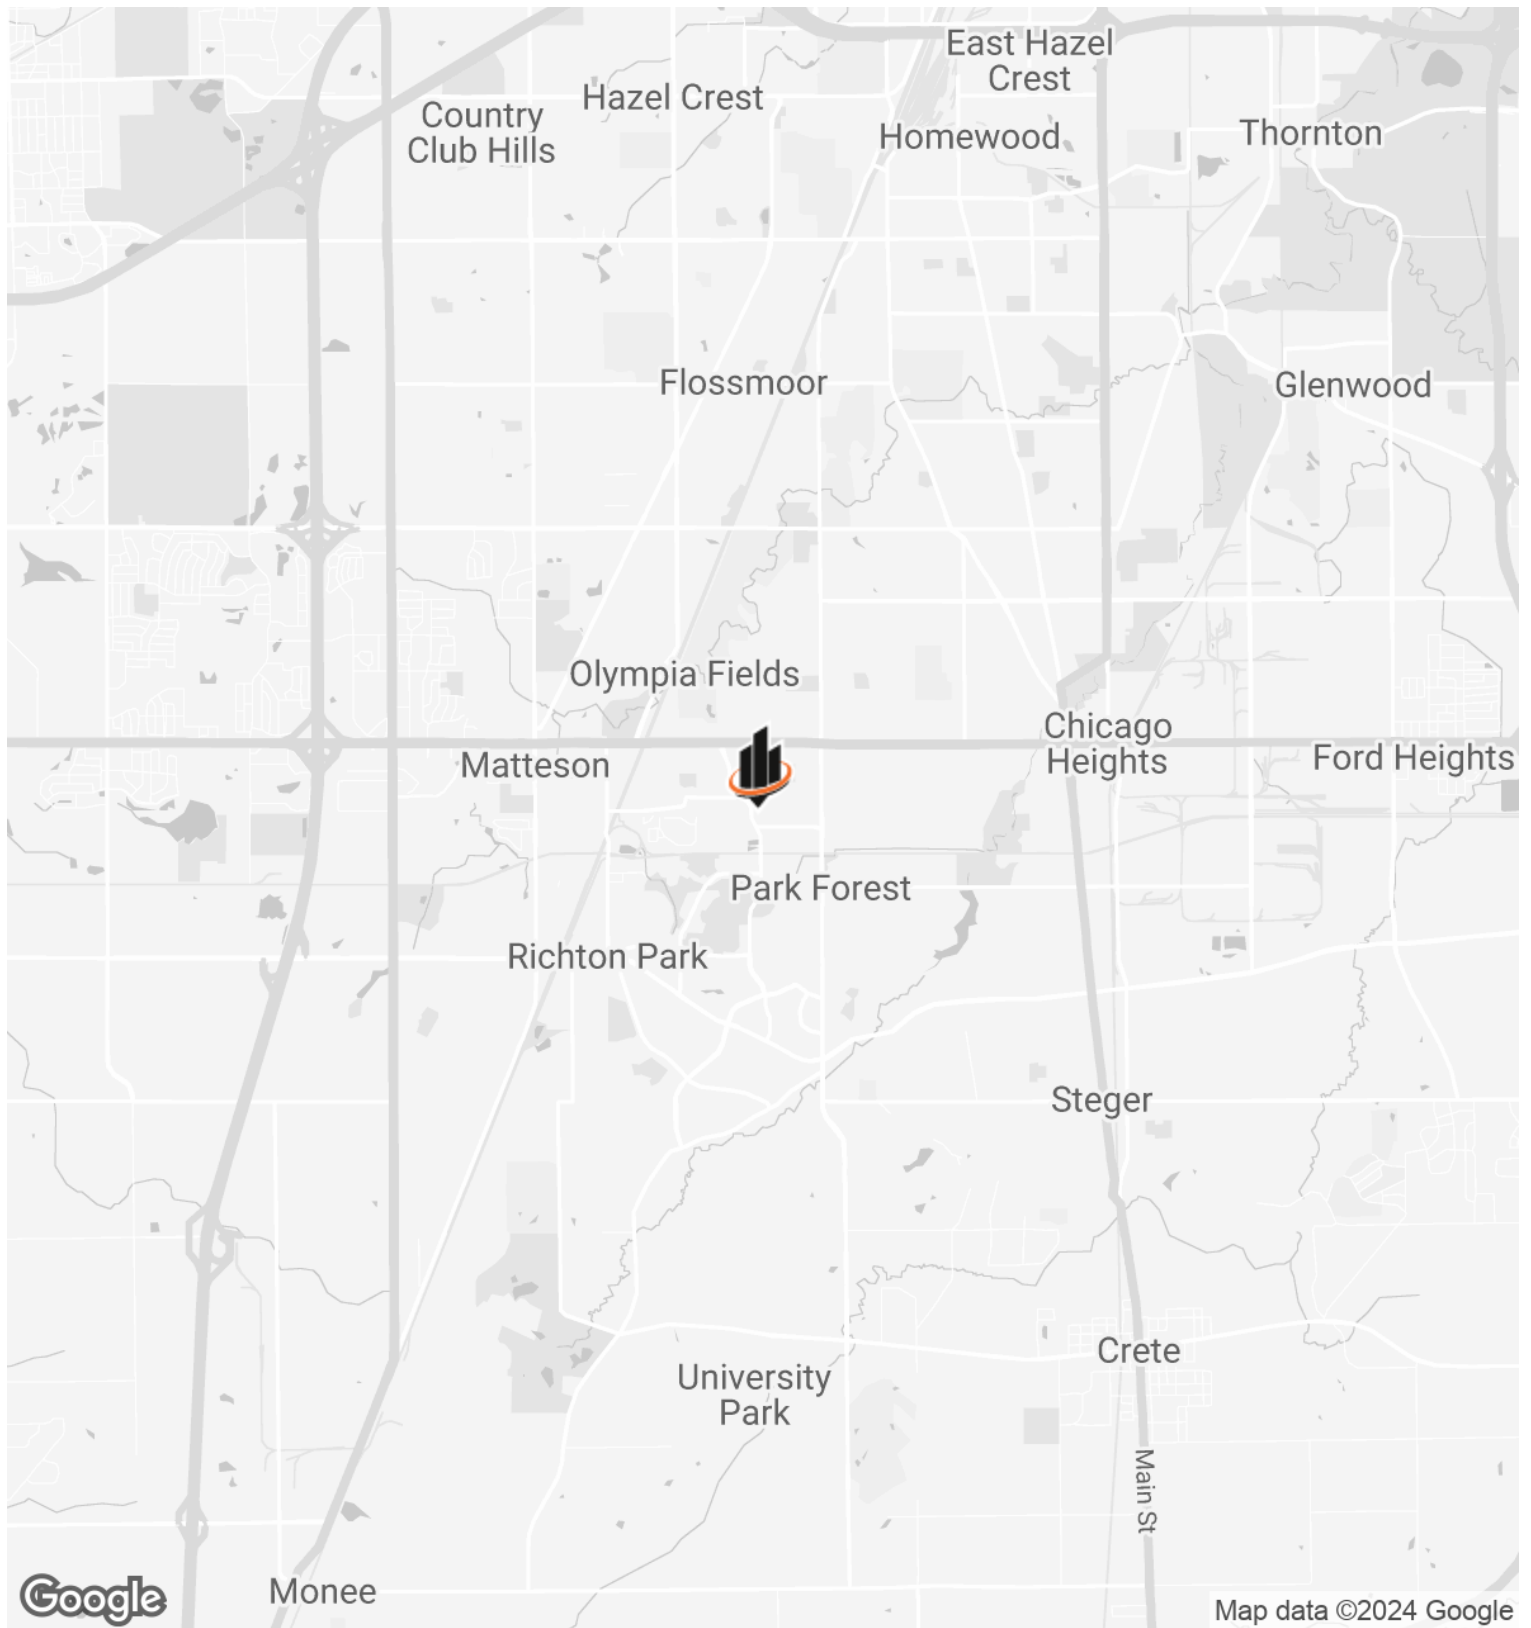 East Hazel
Crest
Hazel Crest
Country
Club Hills
Homewood
Thornton
Flossmoor
Glenwood
Olympia Fields
Chicago
Heights
Matteson
Ford Heights
Park Forest
Richton Park
Steger
Crete
University
Park
Main St
Monee
Google
Map data ©2024 Google